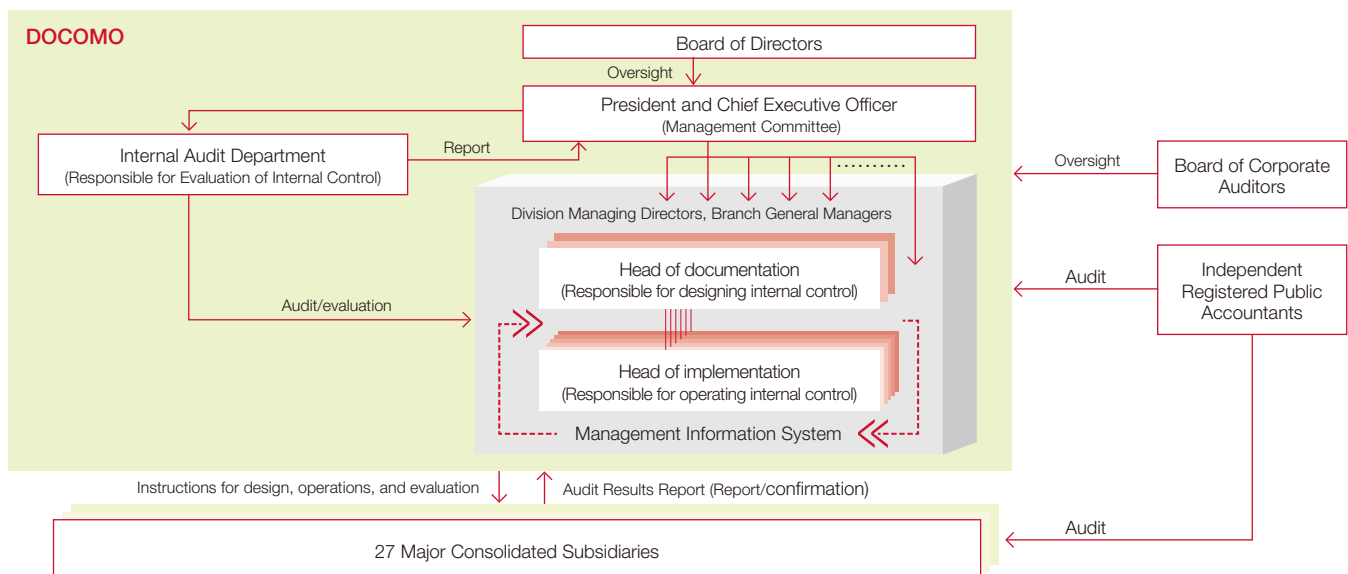 DOCOMO
Board of Directors
Oversight
President and Chief Executive Officer
(Management Committee)
Internal Audit Department
(Responsible for Evaluation of Internal Control)
Report
Oversight
Board of Corporate
Auditors
Division Managing Directors, Branch General Managers
Head of documentation
(Responsible for designing internal control)
Audit
Independent
Registered Public
Accountants
Audit/evaluation
Head of implementation
(Responsible for operating internal control)
Management Information System
Instructions for design, operations, and evaluation
Audit Results Report (Report/confirmation)
Audit
27 Major Consolidated Subsidiaries